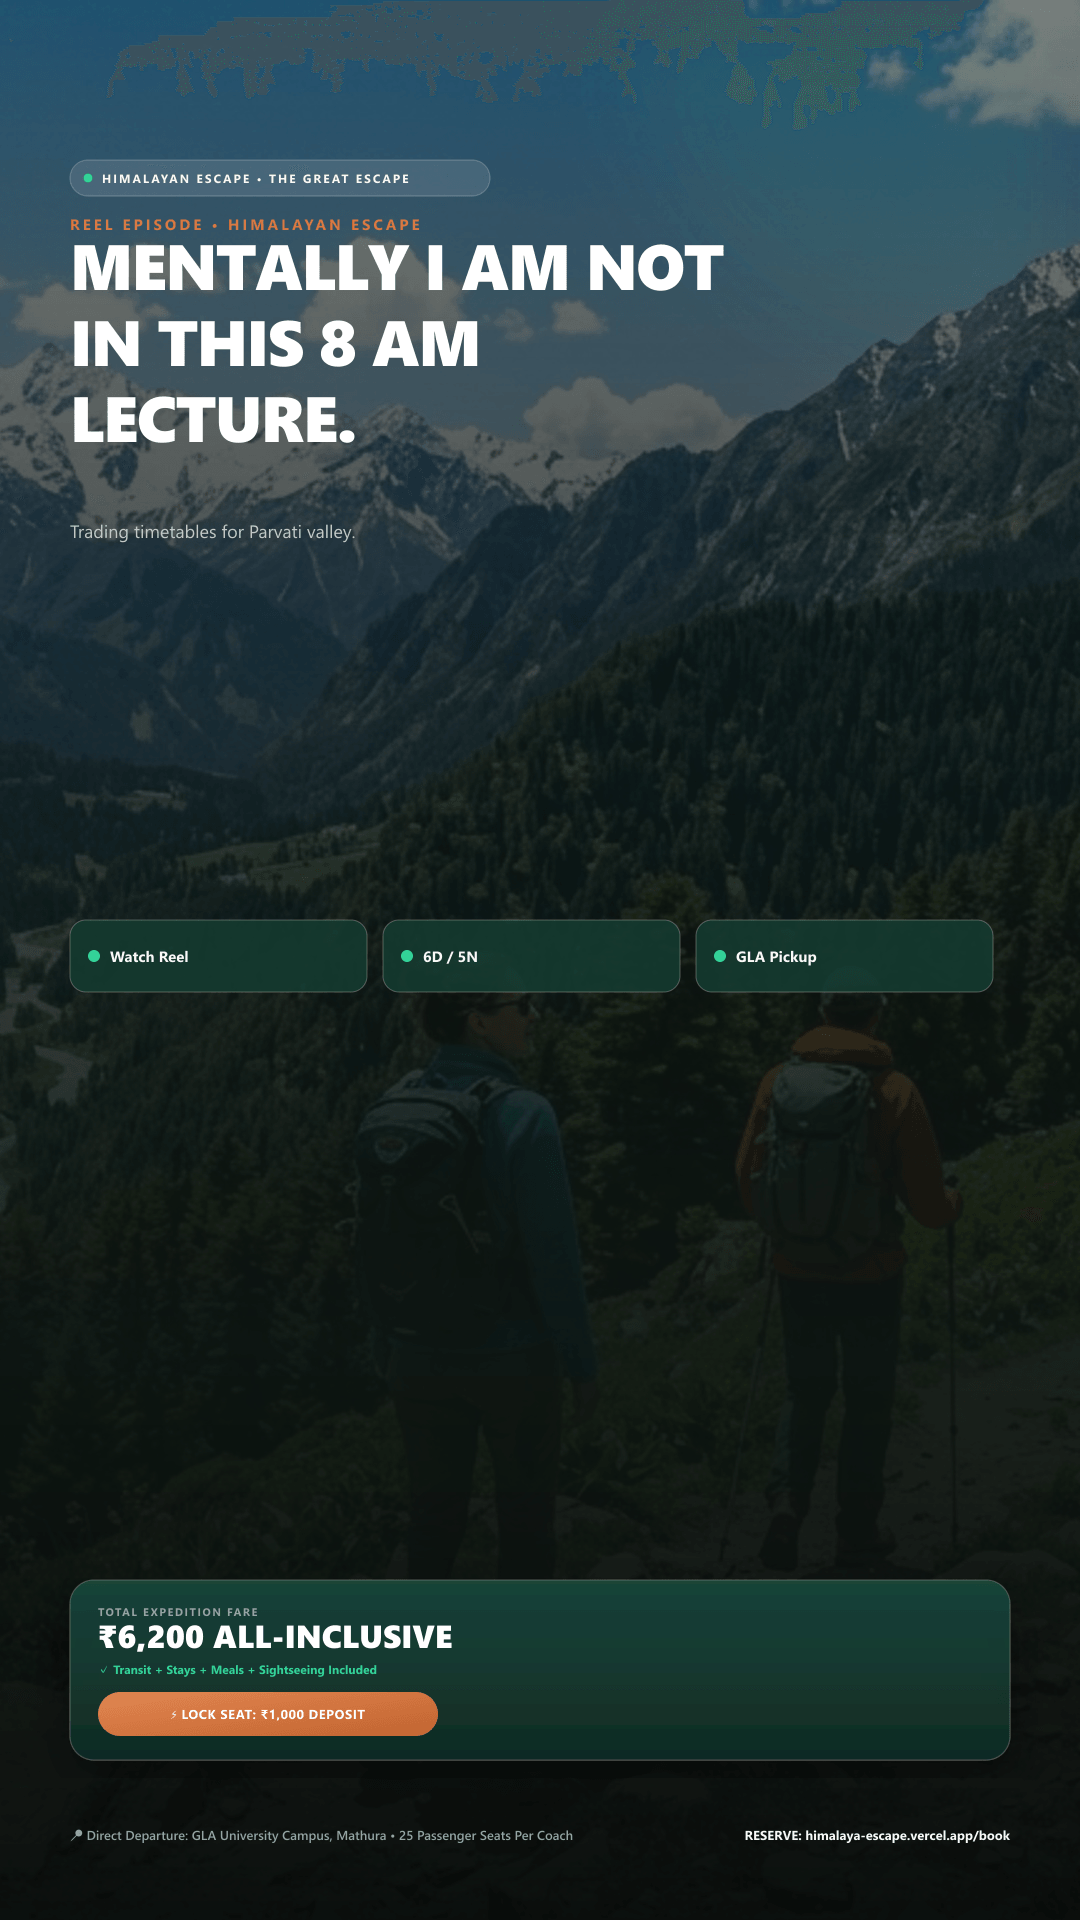 HIMALAYAN ESCAPE • THE GREAT ESCAPE
REEL EPISODE • HIMALAYAN ESCAPE
MENTALLY I AM NOT
IN THIS 8 AM
LECTURE.
Trading timetables for Parvati valley.
Watch Reel
6D / 5N
GLA Pickup
TOTAL EXPEDITION FARE
₹6,200 ALL-INCLUSIVE
✓ Transit + Stays + Meals + Sightseeing Included
⚡ LOCK SEAT: ₹1,000 DEPOSIT
📍 Direct Departure: GLA University Campus, Mathura • 25 Passenger Seats Per Coach
RESERVE: himalaya-escape.vercel.app/book